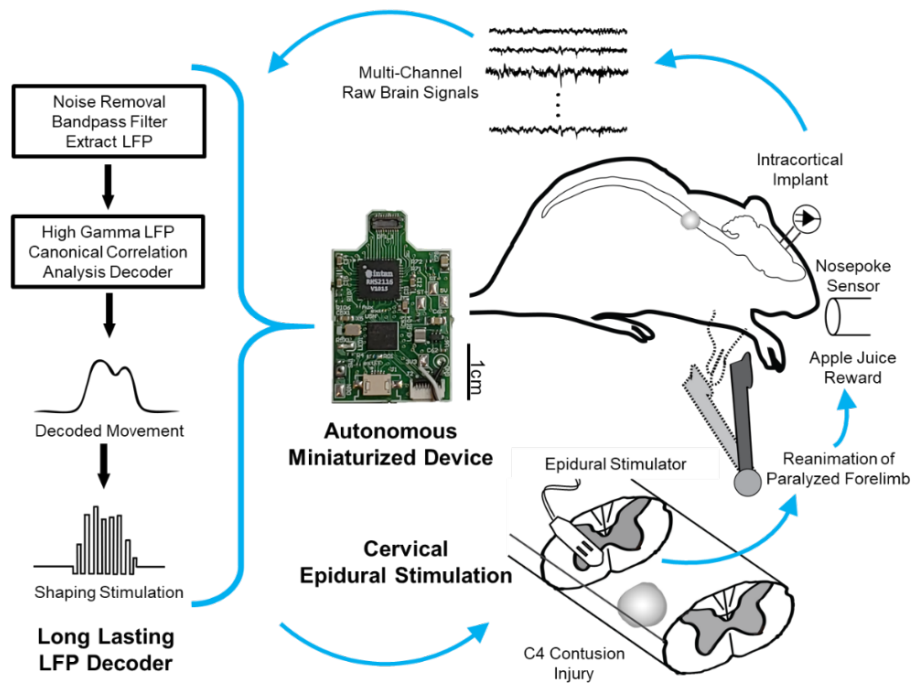 Noise Removal
Bandpass Filter
Extract LFP
High Gamma LFP
Canonical Correlation
Analysis Decoder
Decoded Movement
Shaping Stimulation
Long Lasting
LFP Decoder
Multi-Channel
Raw Brain Signals
intan
RHS2116
1cm
Autonomous
Miniaturized Device
Intracortical
Implant
Nosepoke
Sensor
Apple Juice
Reward
Reanimation of
Paralyzed Forelimb
Epidural Stimulator
Cervical
Epidural Stimulation
C4 Contusion
Injury